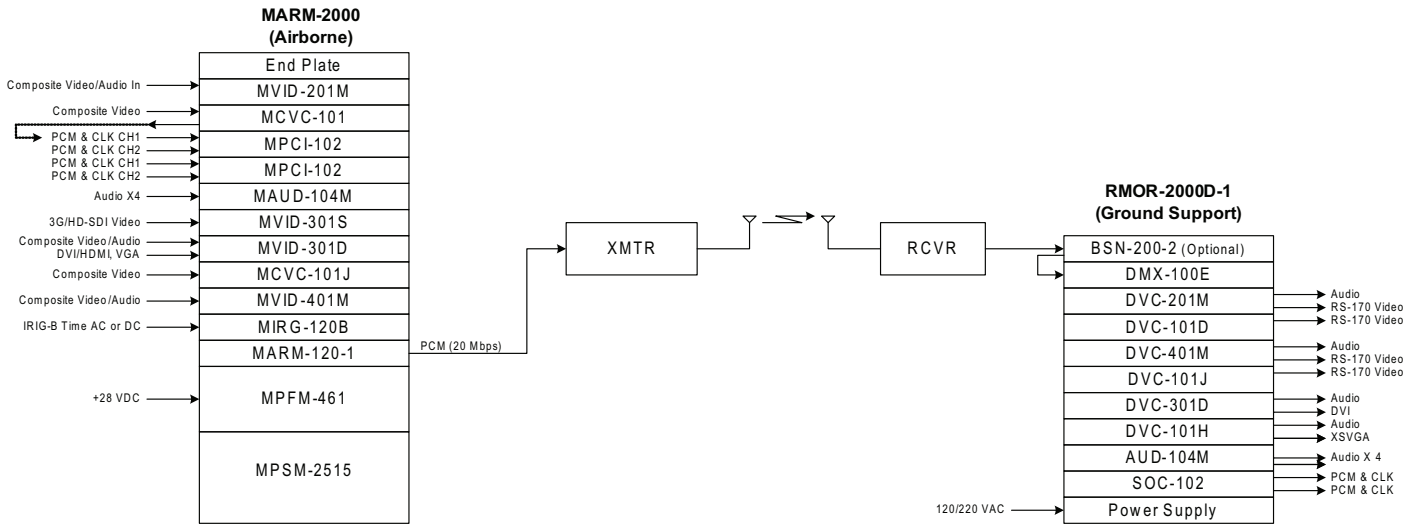 MARM-2000
(Airborne)
End Plate
Composite Video/Audio In
MVID-201M
Composite Video
MCVC-101
PCM & CLK CH1
PCM & CLK CH2
MPCI-102
PCM & CLK CH1
PCM & CLK CH2
MPCI-102
Audio X4
MAUD-104M
3G/HD-SDI Video
MVID-301S
Composite Video/Audio
DVI/HDMI, VGA
MVID-301D
Composite Video
MCVC-101J
Composite Video/Audio
MVID-401M
IRIG-B Time AC or DC
MIRG-120B
MARM-120-1
PCM (20 Mbps)
+28 VDC
MPFM-461
MPSM-2515
XMTR
RCVR
RMOR-2000D-1
(Ground Support)
BSN-200-2 (Optional)
DMX-100E
DVC-201M
Audio
RS-170 Video
DVC-101D
RS-170 Video
DVC-401M
Audio
RS-170 Video
DVC-101J
RS-170 Video
DVC-301D
Audio
DVI
DVC-101H
Audio
XSVGA
AUD-104M
Audio X 4
SOC-102
PCM & CLK
PCM & CLK
120/220 VAC
Power Supply